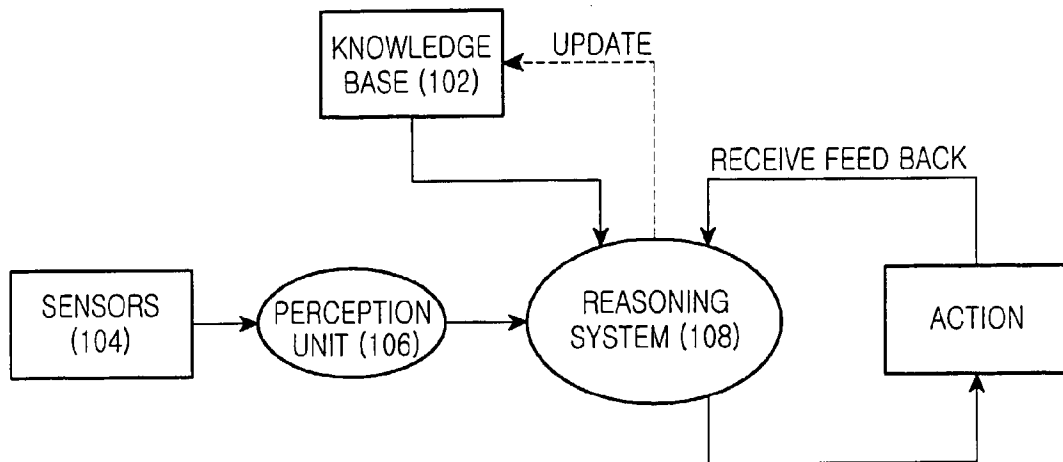 KNOWLEDGE
BASE (102)
UPDATE
RECEIVE FEED BACK
SENSORS
(104)
PERCEPTION
UNIT (106)
REASONING
SYSTEM (108)
ACTION